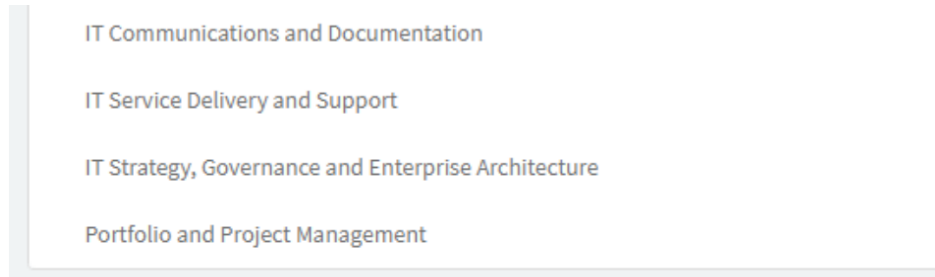 IT Communications and Documentation
IT Service Delivery and Support
IT Strategy, Governance and Enterprise Architecture
Portfolio and Project Management